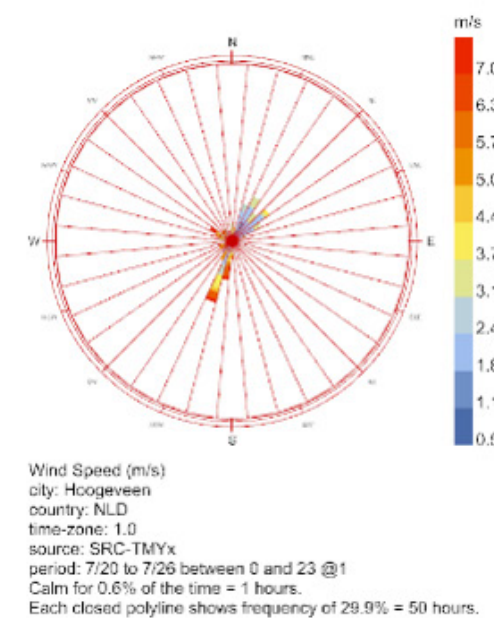 m/s
N
7.0
6.3
5.7
5.0
4.4
W
E
3.7
3.1
2.4
1.8
1.1
0.5
S
Wind Speed (m/s)
city: Hoogeveen
country: NLD
time-zone: 1.0
source: SRC-TMYx
period: 7/20 to 7/26 between 0 and 23 @1
Calm for 0.6% of the time = 1 hours.
Each closed polyline shows frequency of 29.9% = 50 hours.